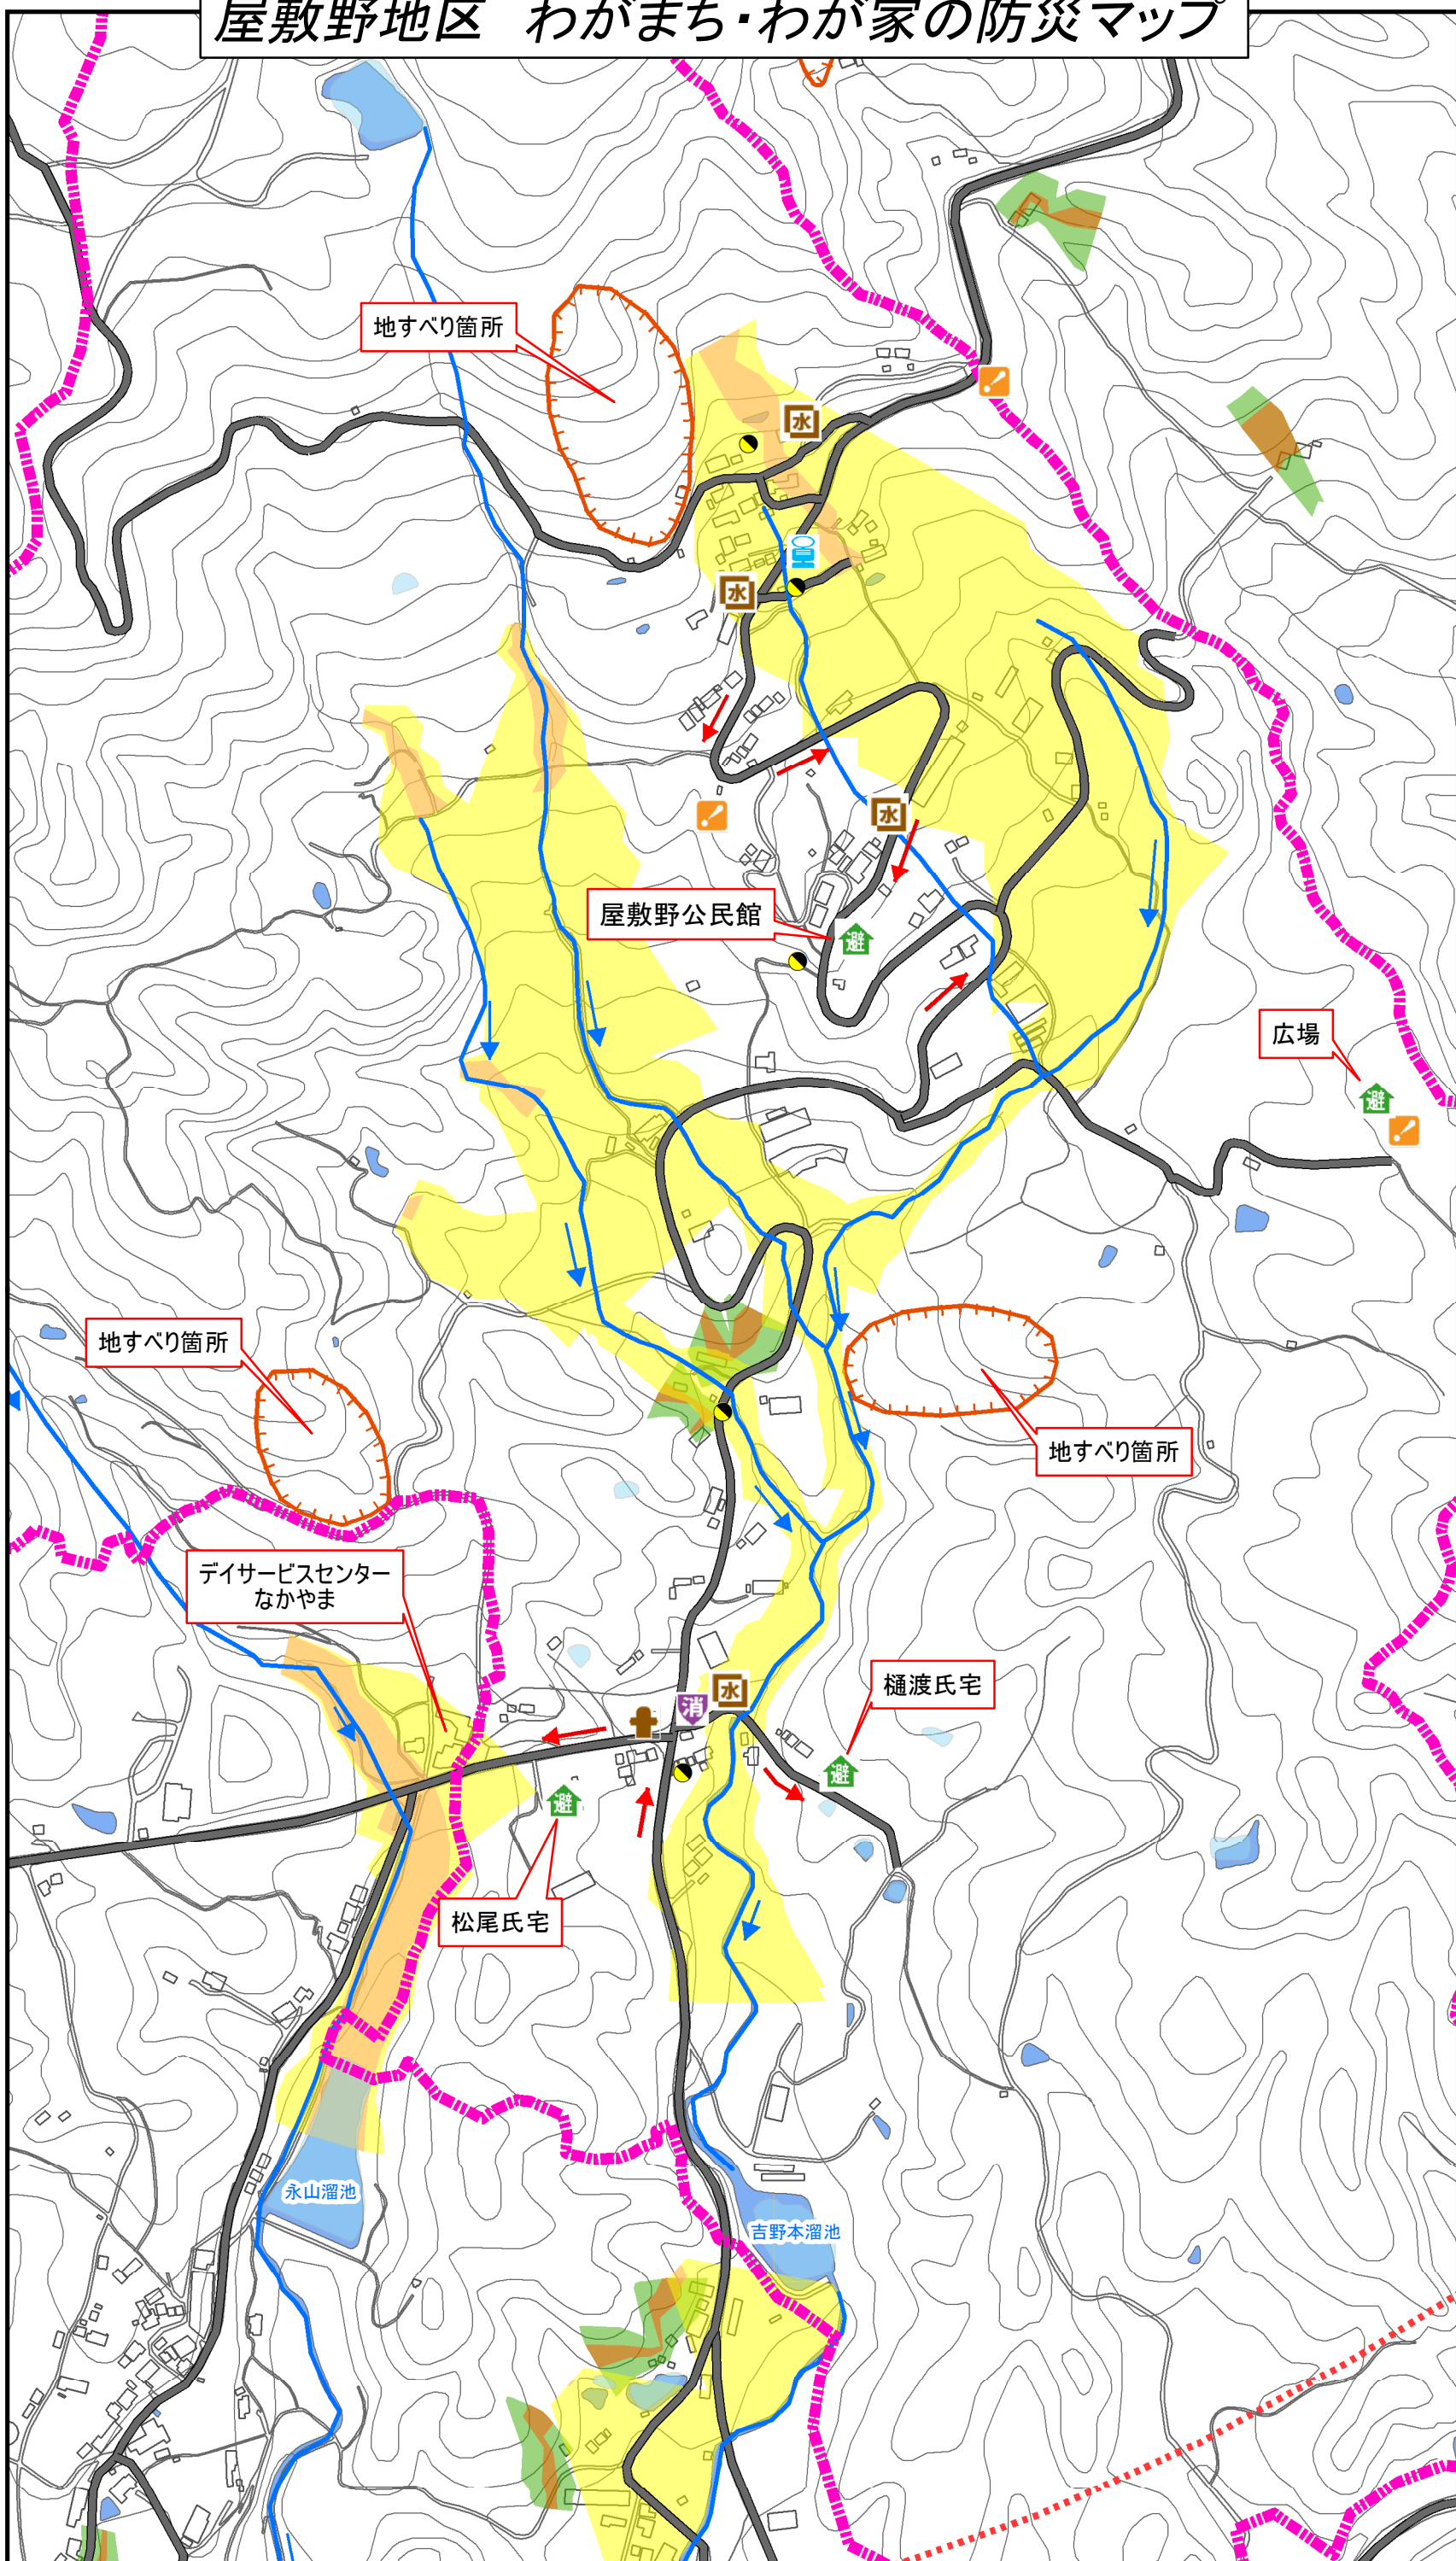 屋敷野地区　わがまち・わが家の防災マップ
地すべり箇所
水
水
水
屋敷野公民館
避
広場
避
地すべり箇所
地すべり箇所
デイサービスセンター
なかやま
消
水
樋渡氏宅
避
避
松尾氏宅
永山溜池
吉野本溜池